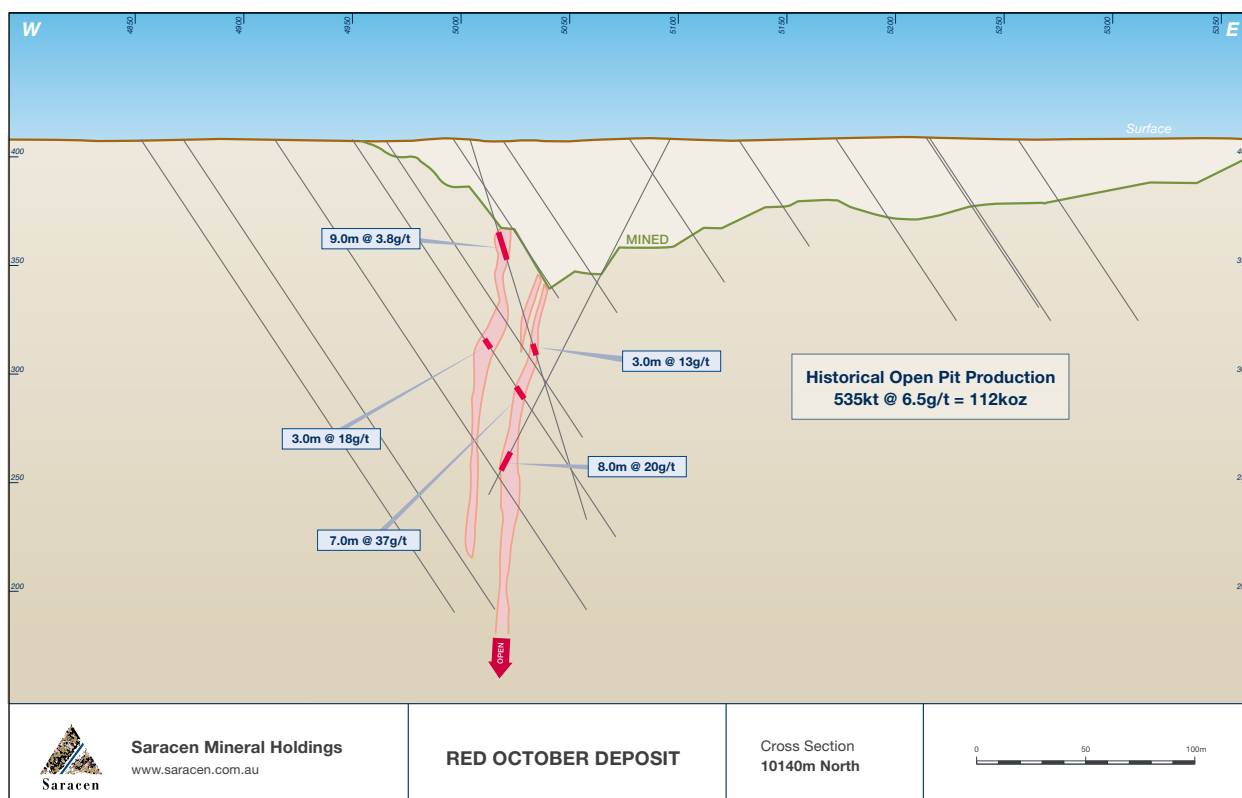 W
4850
4900
4950
5000
5050
5100
5150
5200
5250
5300
5350
E
Surface
400
350
300
250
200
MINED
9.0m @ 3.8g/t
3.0m @ 13g/t
Historical Open Pit Production
535kt @ 6.5g/t = 112koz
3.0m @ 18g/t
8.0m @ 20g/t
7.0m @ 37g/t
OPEN
Saracen
Saracen Mineral Holdings
www.saracen.com.au
RED OCTOBER DEPOSIT
Cross Section
10140m North
0 50 100m